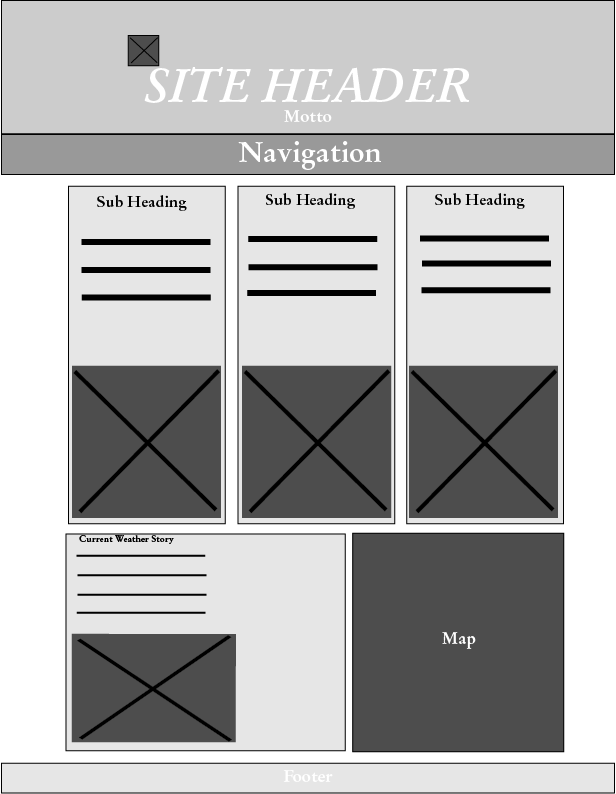 SITE HEADER
Motto
Navigation
Sub Heading
Sub Heading
Sub Heading
Current Weather Story
Map
Footer